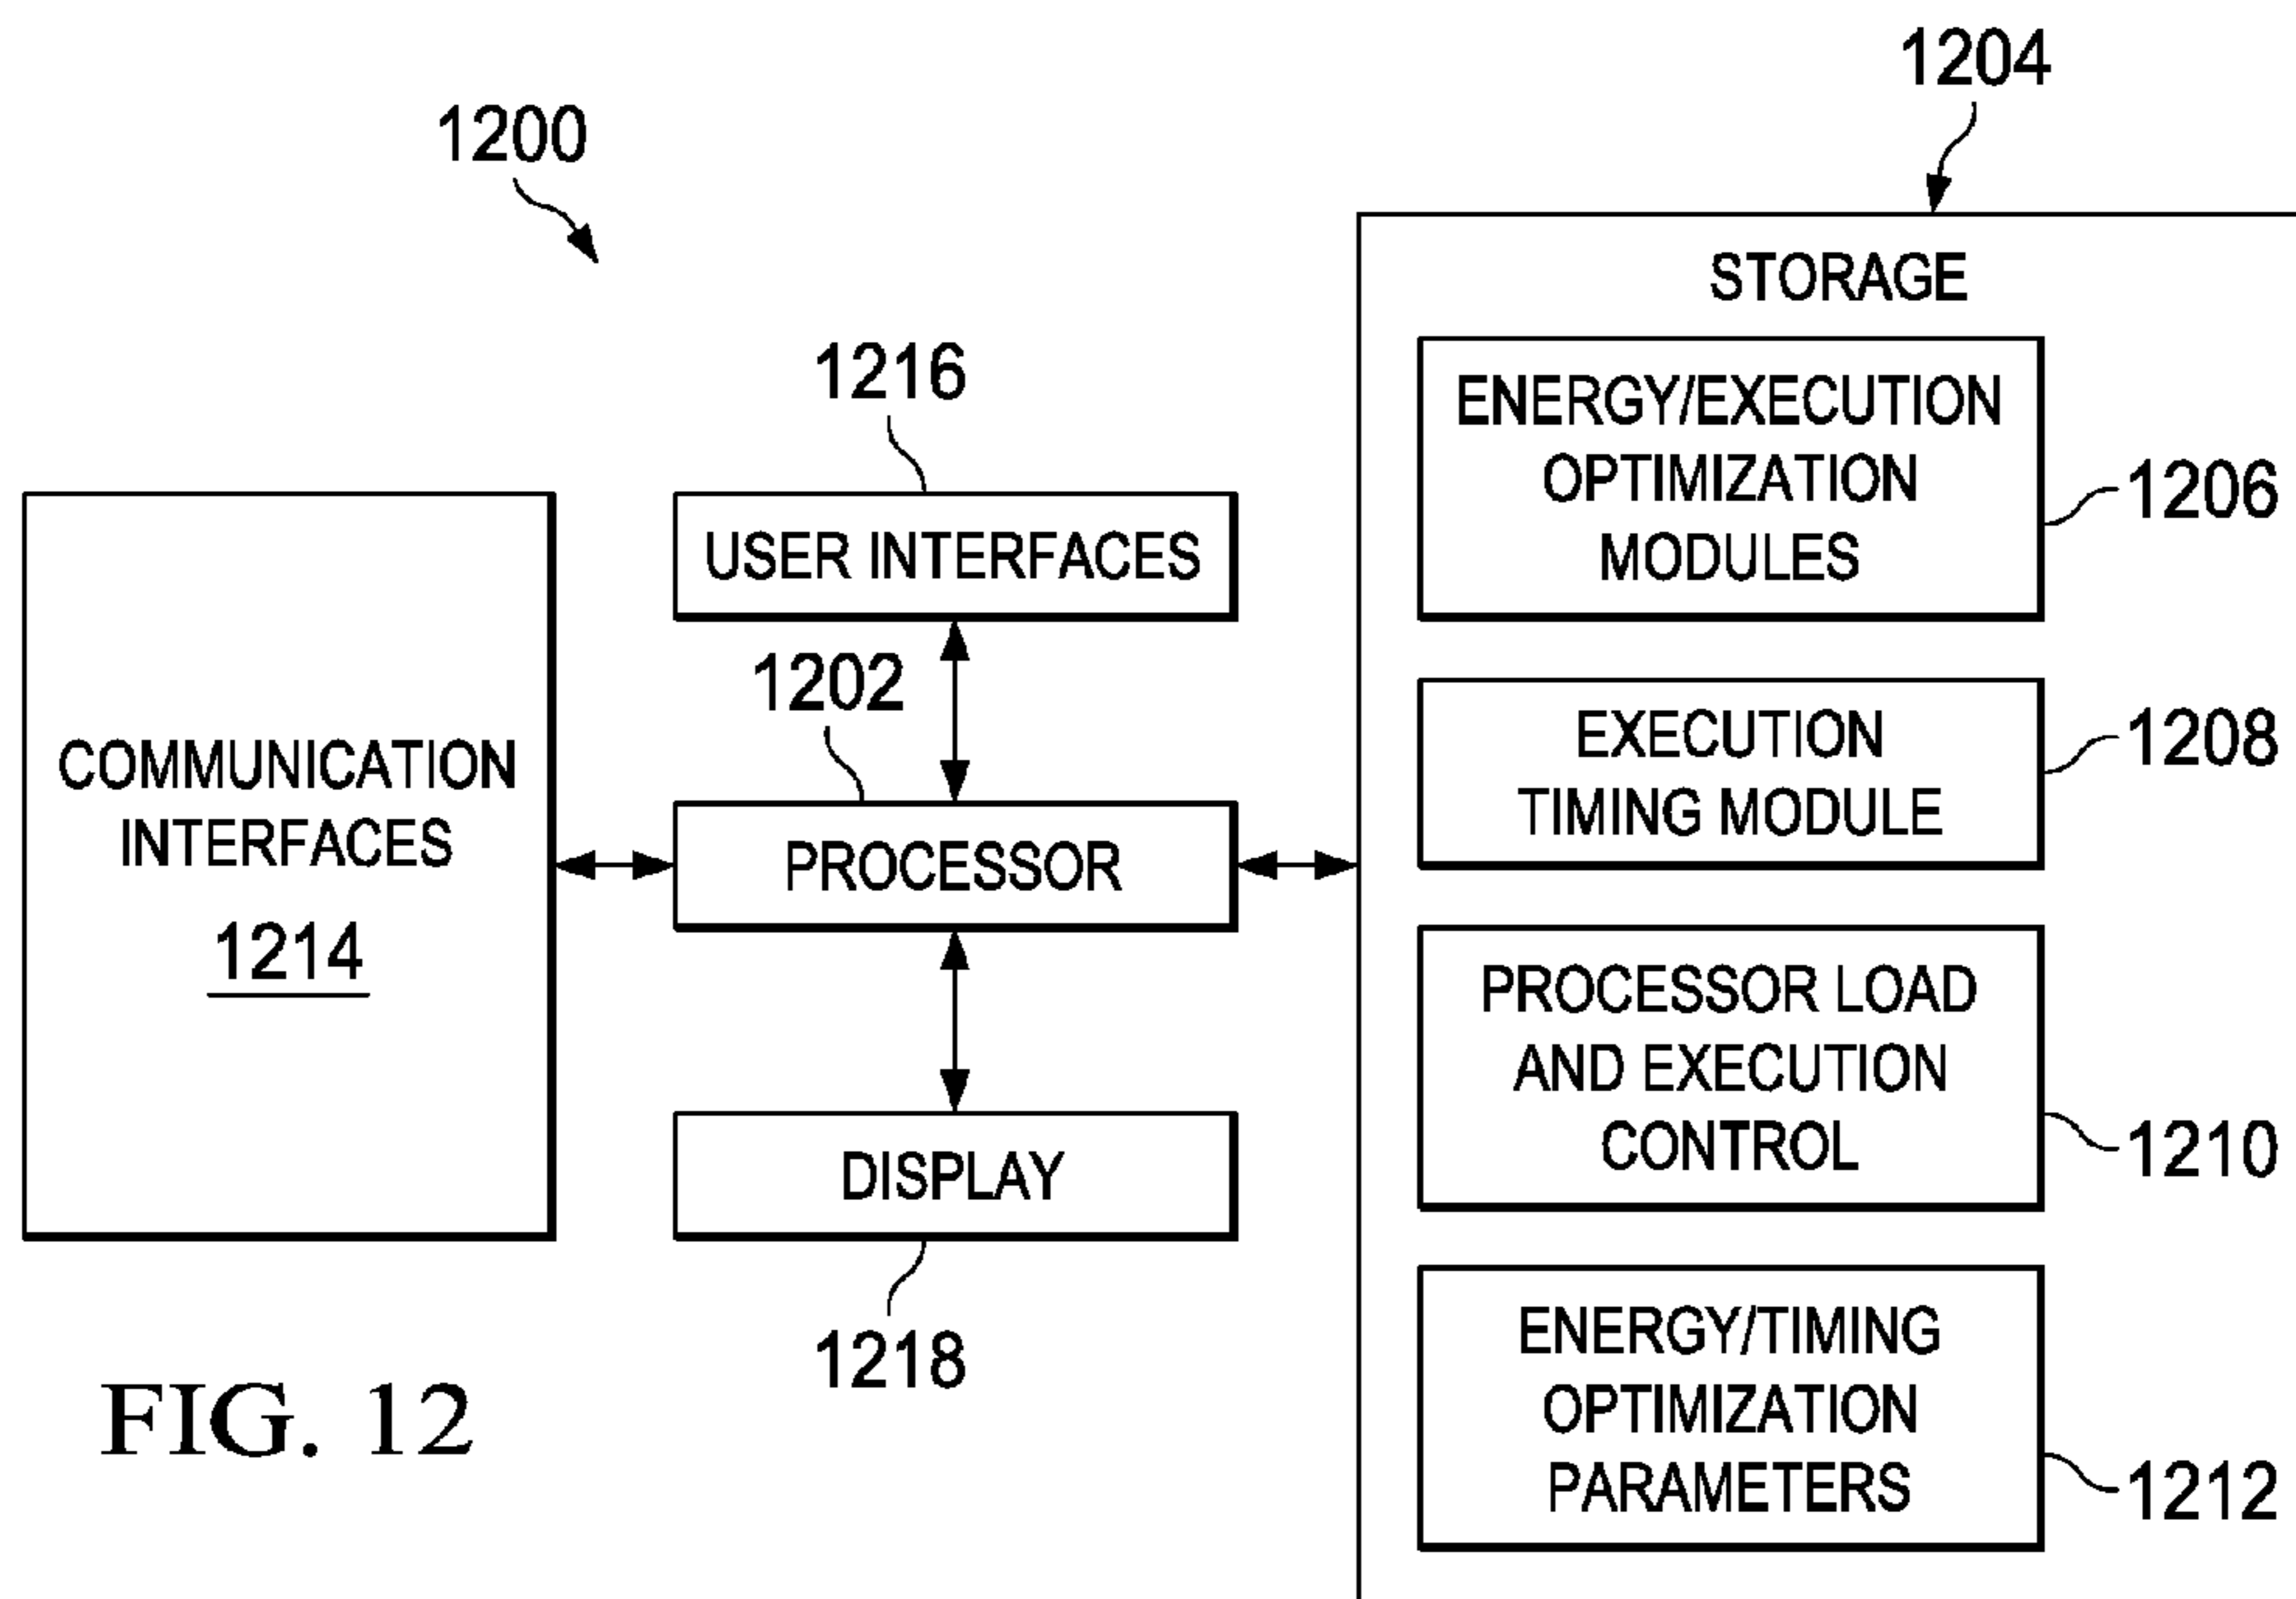 1204
1200
STORAGE
1216
ENERGY/EXECUTION
OPTIMIZATION
MODULES
1206
USER INTERFACES
1202
EXECUTION
TIMING MODULE
1208
COMMUNICATION
INTERFACES
1214
PROCESSOR
PROCESSOR LOAD
AND EXECUTION
CONTROL
1210
DISPLAY
1218
ENERGY/TIMING
OPTIMIZATION
PARAMETERS
1212
FIG. 12